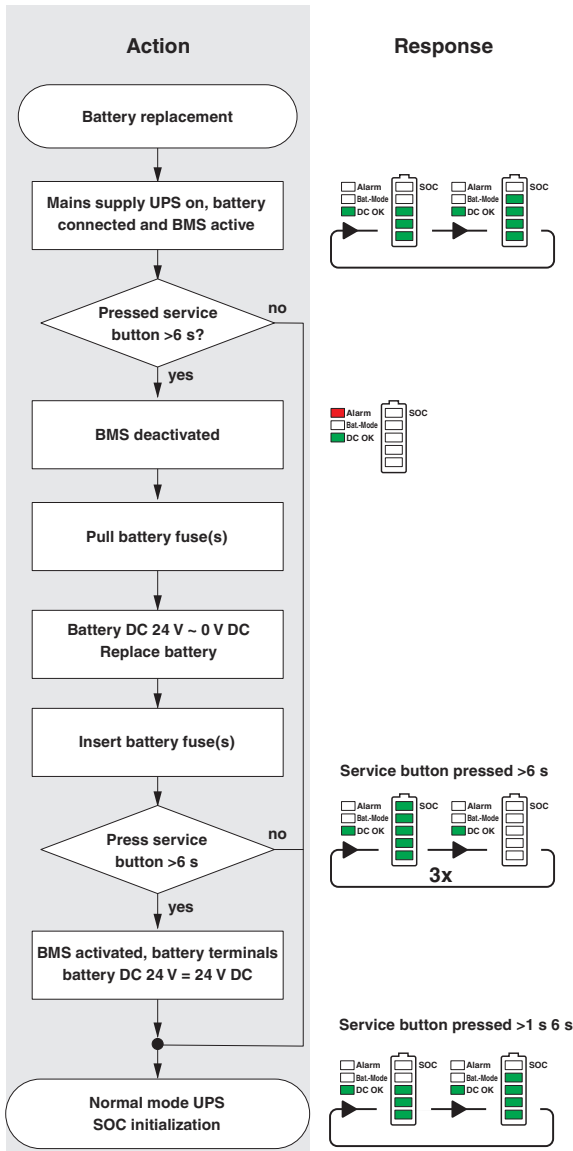 Action
Response
Battery replacement
Mains supply UPS on, battery
connected and BMS active
Alarm
Bat.-Mode
DC OK
SOC
Alarm
Bat.-Mode
DC OK
SOC
Pressed service
button >6 s?
no
yes
BMS deactivated
Alarm
Bat.-Mode
DC OK
SOC
Pull battery fuse(s)
Battery DC 24 V ~ 0 V DC
Replace battery
Insert battery fuse(s)
Service button pressed >6 s
Alarm
Bat.-Mode
DC OK
SOC
Alarm
Bat.-Mode
DC OK
SOC
3x
Press service
button >6 s
no
yes
BMS activated, battery terminals
battery DC 24 V = 24 V DC
Service button pressed >1 s 6 s
Alarm
Bat.-Mode
DC OK
SOC
Alarm
Bat.-Mode
DC OK
SOC
Normal mode UPS
SOC initialization